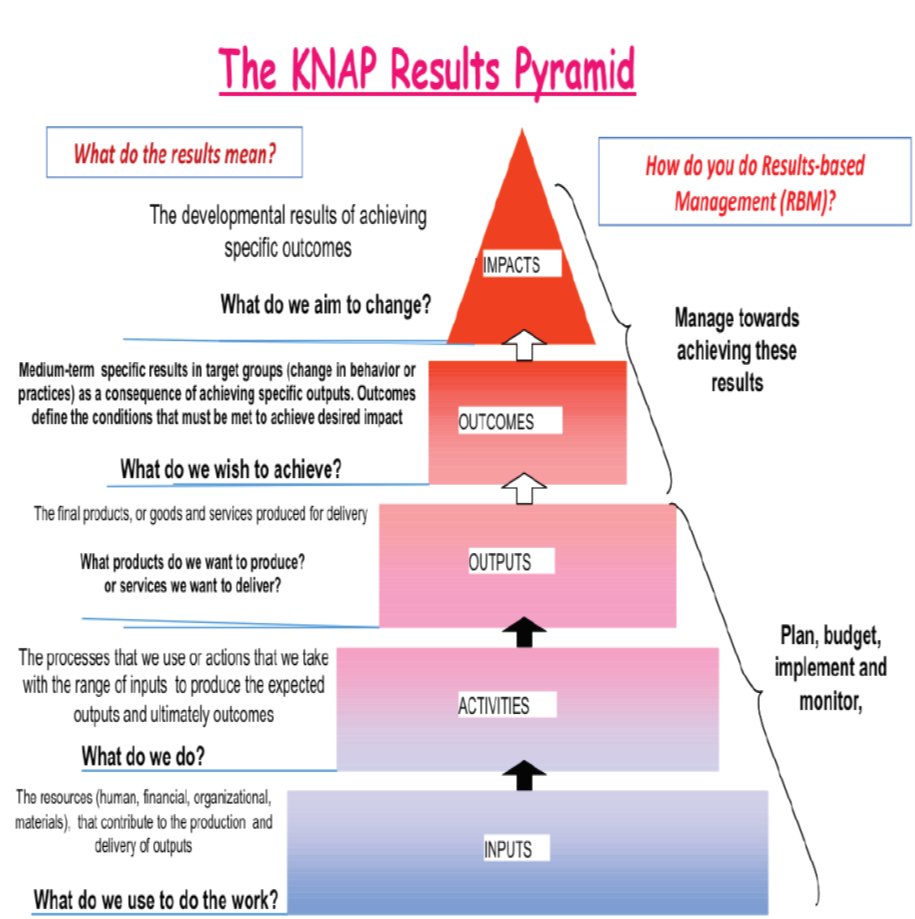 The KNAP Results Pyramid
What do the results mean?
How do you do Results-based
Management (RBM)?
The developmental results of achieving
specific outcomes
What do we aim to change?
IMPACTS
Manage towards
achieving these
results
Medium-term specific results in target groups (change in behavior or
practices) as a consequence of achieving specific outputs. Outcomes
define the conditions that must be met to achieve desired impact
What do we wish to achieve?
OUTCOMES
The final products, or goods and services produced for delivery
What products do we want to produce?
or services we want to deliver?
OUTPUTS
Plan, budget,
implement and
monitor,
The processes that we use or actions that we take
with the range of inputs to produce the expected
outputs and ultimately outcomes
What do we do?
ACTIVITIES
The resources (human, financial, organizational,
materials), that contribute to the production and
delivery of outputs
What do we use to do the work?
INPUTS